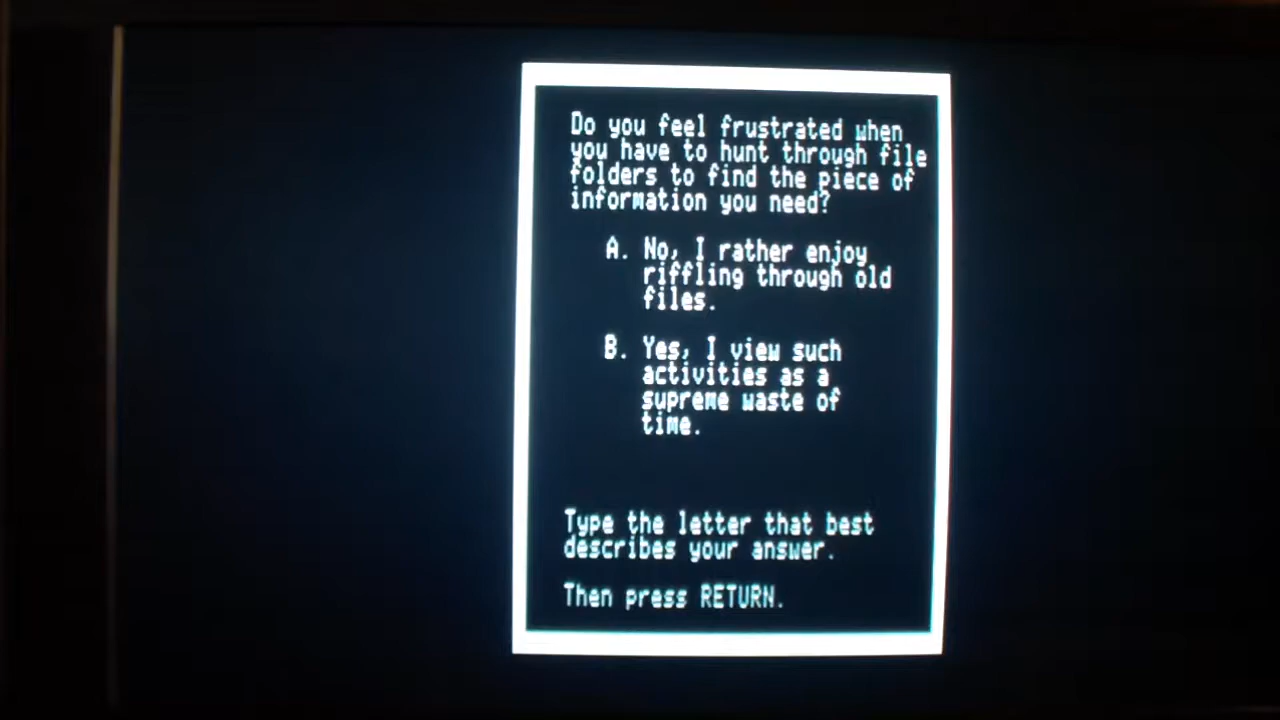 Do you feel frustrated when
you have to hunt through file
folders to find the piece of
information you need?
A. No, I rather enjoy
riffling through old
files.
B. Yes, I view such
activities as a
supreme waste of
time.
Type the letter that best
describes your answer.
Then press RETURN.